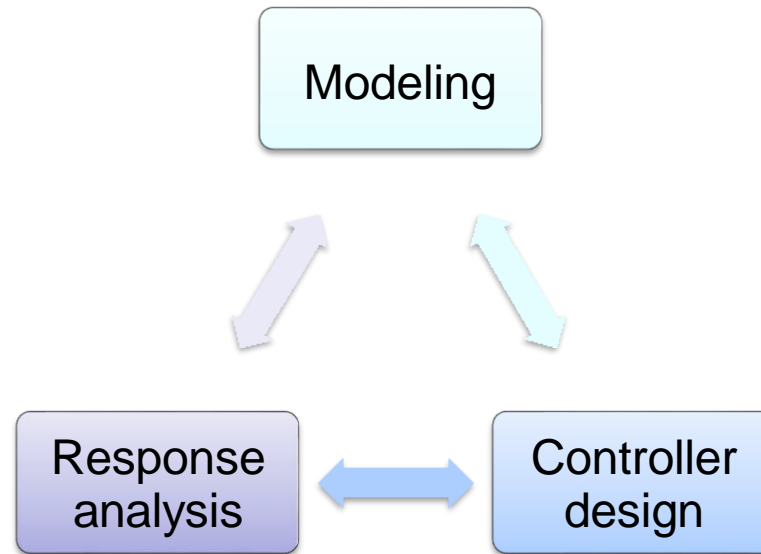 Modeling
Response
analysis
Controller
design